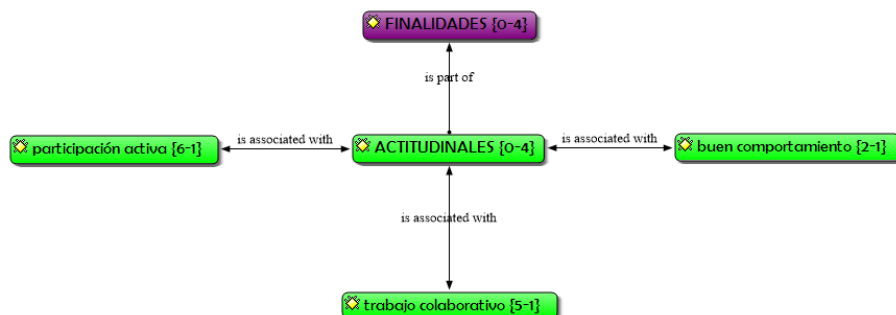 FINALIDADES {0-4}
is part of
participación activa {6-1}
is associated with
ACTITUDINALES {0-4}
is associated with
buen comportamiento {2-1}
is associated with
trabajo colaborativo {5-1}